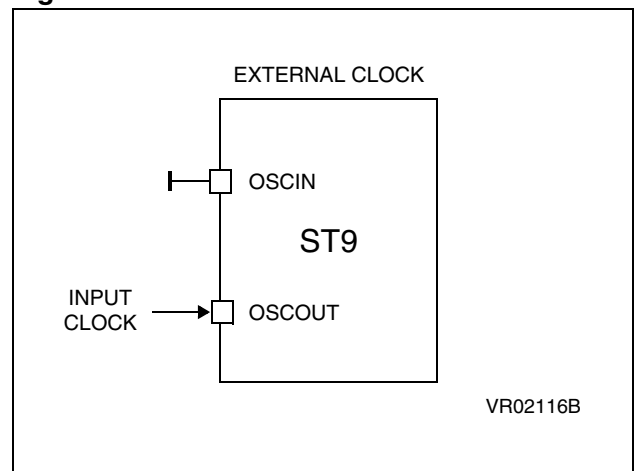 EXTERNAL CLOCK
OSCIN
ST9
INPUT
CLOCK
OSCOUT
VR02116B